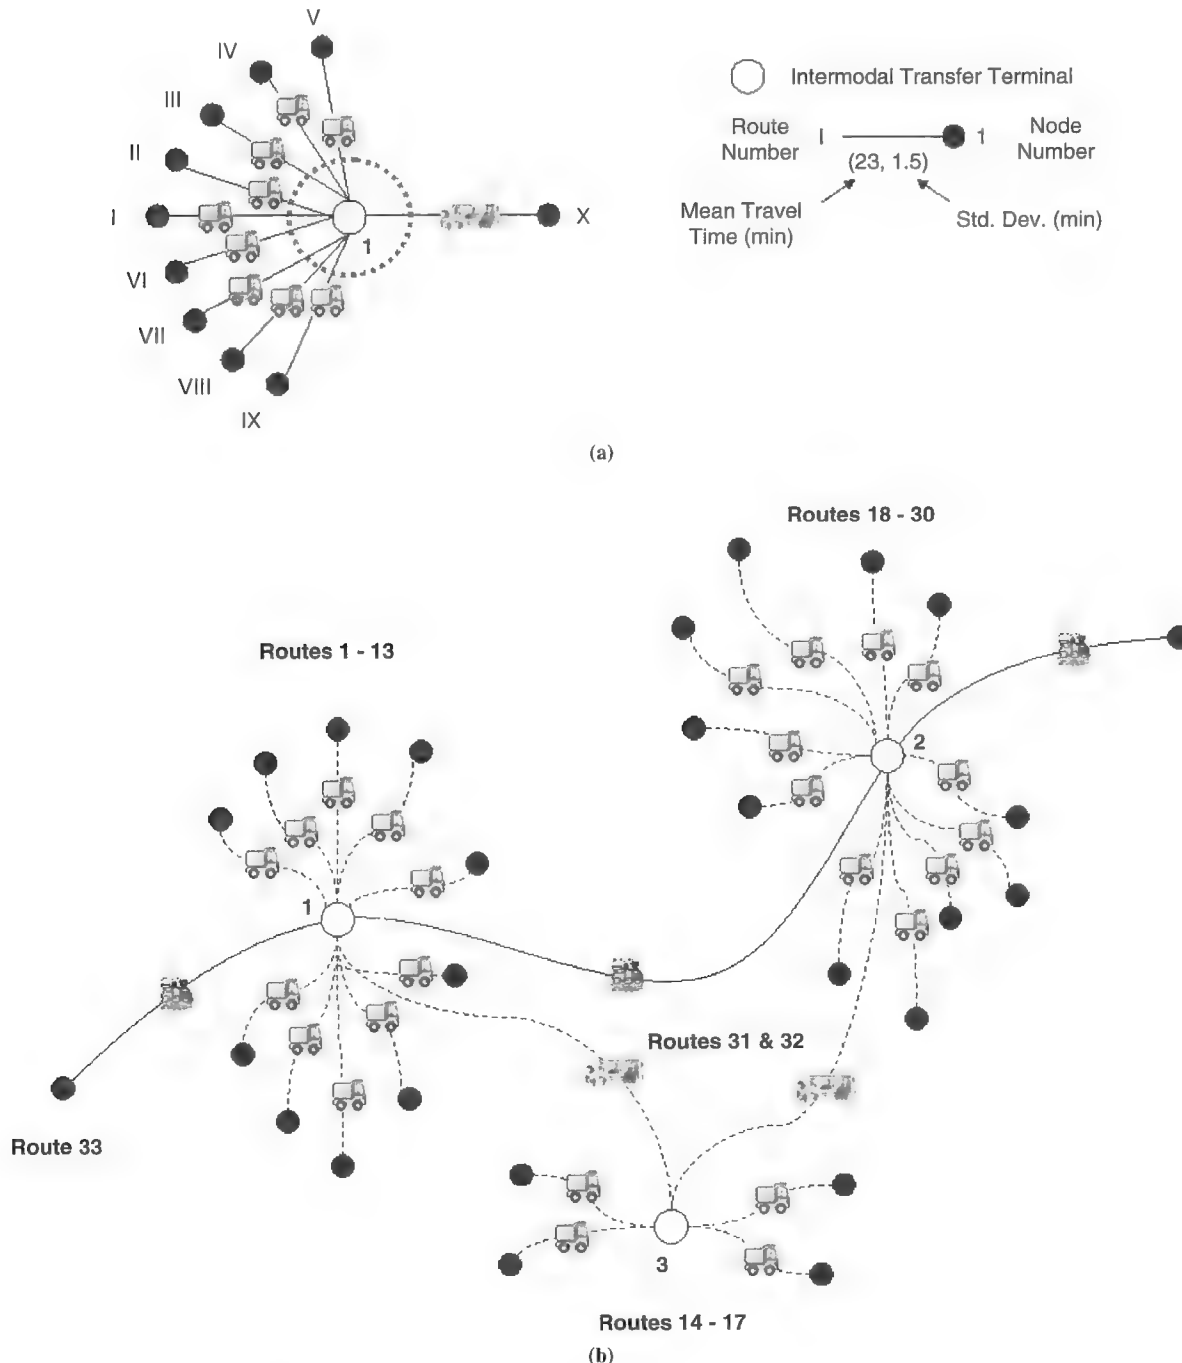 V
IV
III
II
I
VI
VII
VIII
IX
X
1
Intermodal Transfer Terminal
Route Number
I
1
Node Number
(23, 1.5)
Mean Travel Time (min)
Std. Dev. (min)
(a)
Routes 18 - 30
Routes 1 - 13
2
1
Routes 31 & 32
Route 33
3
Routes 14 - 17
(b)